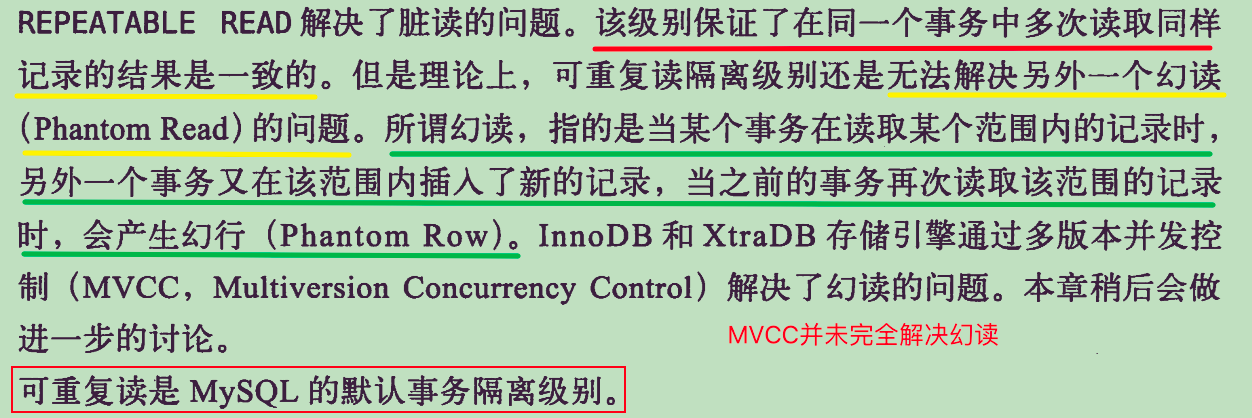 REPEATABLE READ 解决了脏读的问题。该级别保证了在同一个事务中多次读取同样
记录的结果是一致的。但是理论上，可重复读隔离级别还是无法解决另外一个幻读
（Phantom Read）的问题。所谓幻读，指的是当某个事务在读取某个范围内的记录时，
另外一个事务又在该范围内插入了新的记录，当之前的事务再次读取该范围的记录
时，会产生幻行（Phantom Row）。InnoDB 和 XtraDB 存储引擎通过多版本并发控
制（MVCC，Multiversion Concurrency Control）解决了幻读的问题。本章稍后会做
进一步的讨论。
MVCC并未完全解决幻读
可重复读是 MySQL 的默认事务隔离级别。